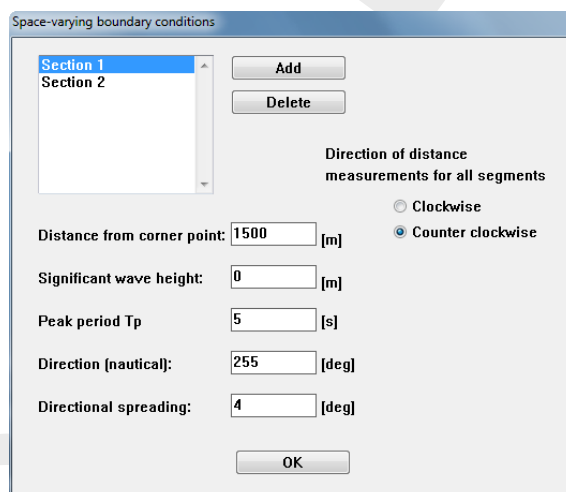 Space-varying boundary conditions
Section 1
Section 2
Add
Delete
Direction of distance
measurements for all segments
Clockwise
Counter clockwise
Distance from corner point: 1500 [m]
Significant wave height: 0 [m]
Peak period Tp 5 [s]
Direction (nautical): 255 [deg]
Directional spreading: 4 [deg]
OK